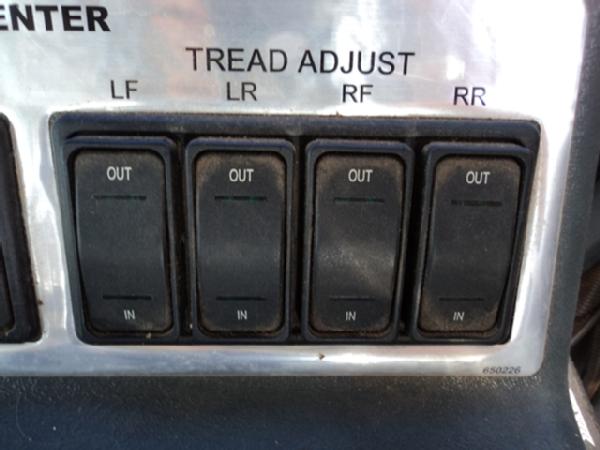 ENTER
TREAD ADJUST
LF LR RF RR
OUT OUT OUT OUT
IN IN IN IN
650226